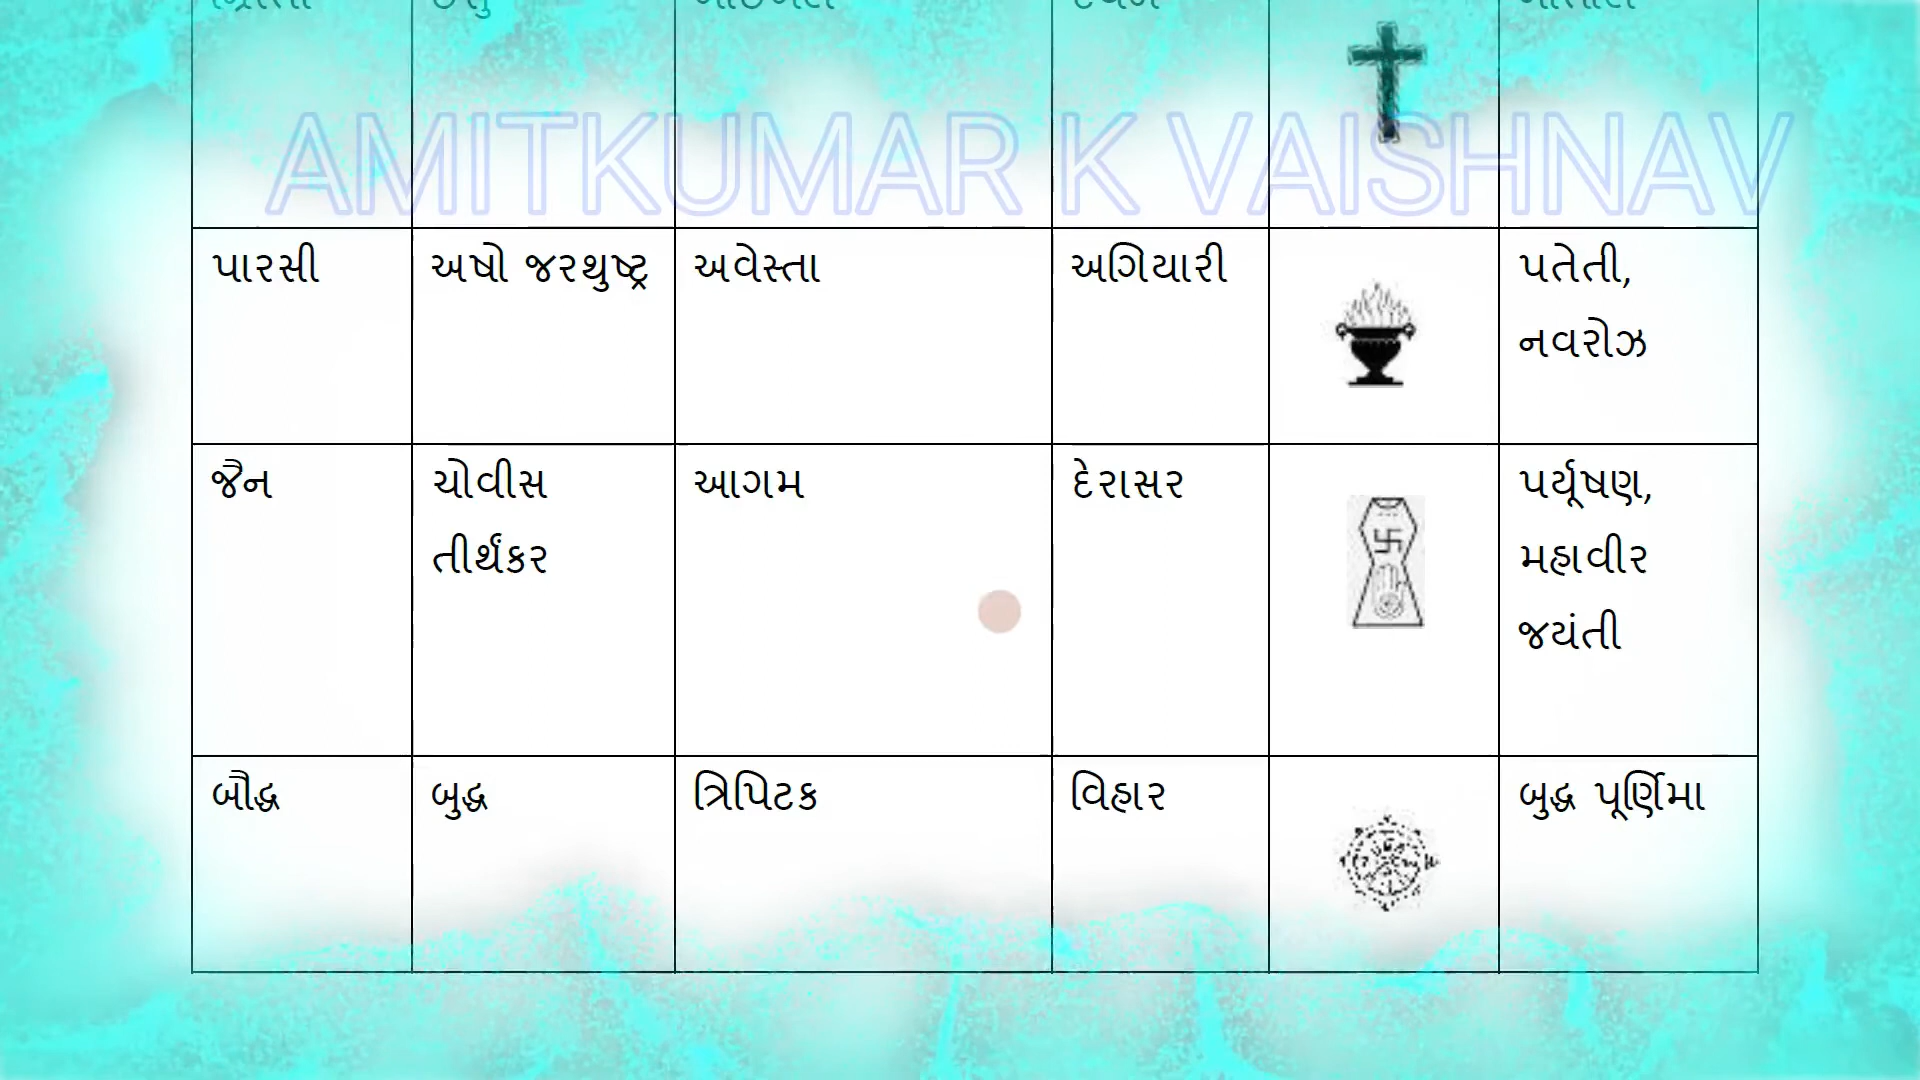 AMITKUMAR K VAISHNAV
પારસી અષો જરથુષ્ટ્ર અવેસ્તા અગિયારી પતેતી,
નવરોઝ
જૈન ચોવીસ આગમ દેરાસર પર્યૂષણ,
તીર્થંકર મહાવીર
જયંતી
બૌદ્ધ બુદ્ધ ત્રિપિટક વિહાર બુદ્ધ પૂર્ણિમા